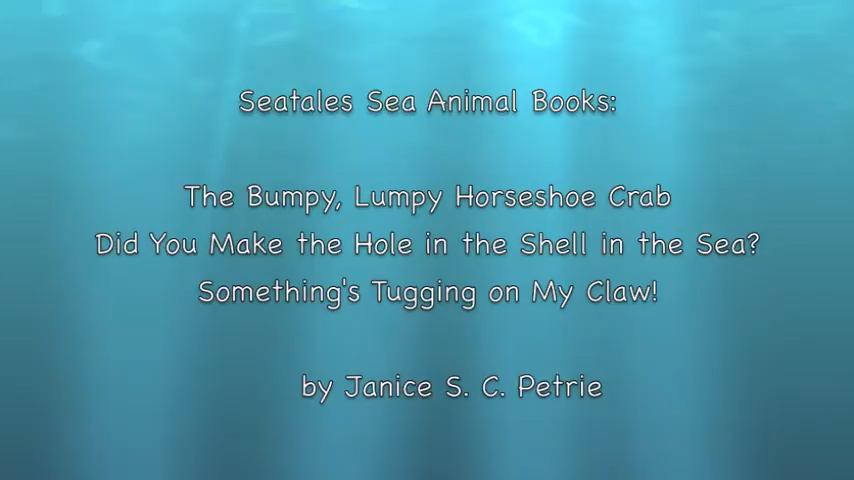 Seatales Sea Animal Books:
The Bumpy, Lumpy Horseshoe Crab
Did You Make the Hole in the Shell in the Sea?
Something's Tugging on My Claw!
by Janice S. C. Petrie